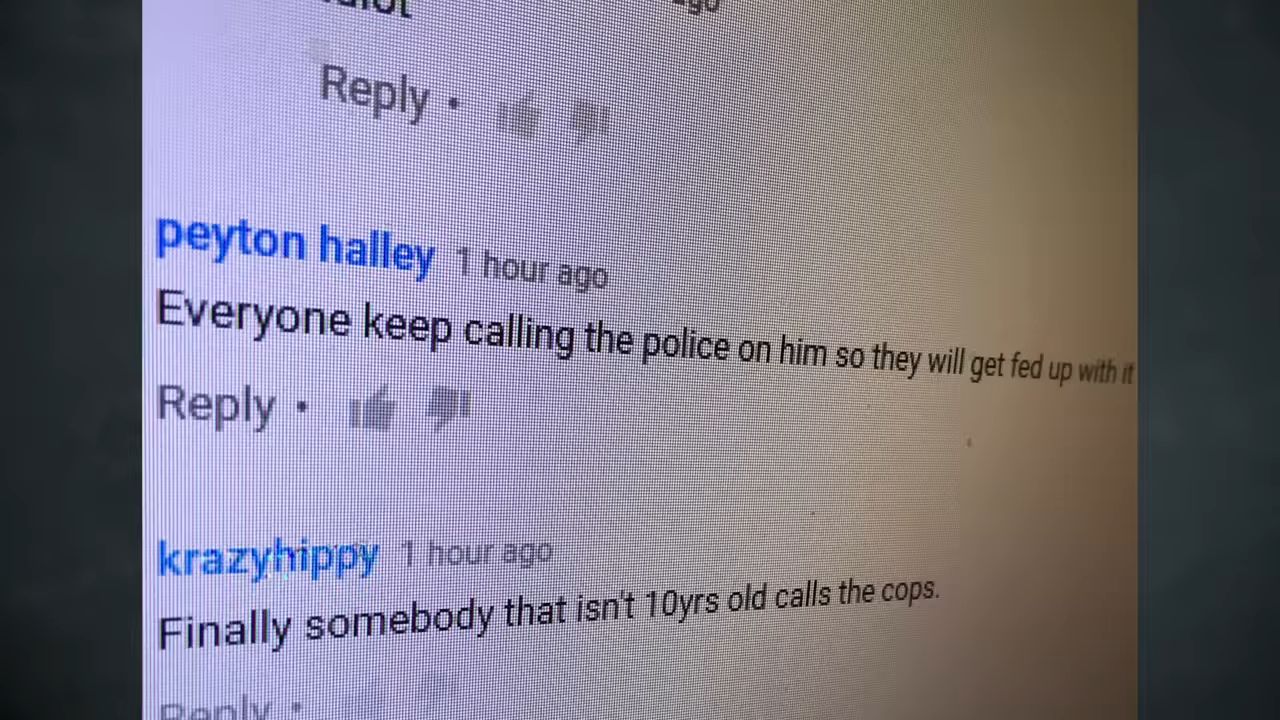 Reply •
peyton halley 1 hour ago
Everyone keep calling the police on him so they will get fed up with it
Reply •
krazyhippy 1 hour ago
Finally somebody that isn't 10yrs old calls the cops.
Reply •